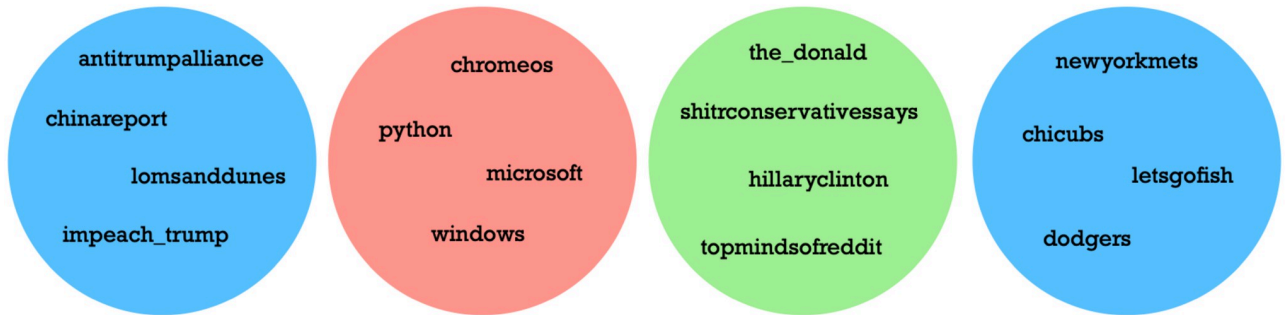 antitrumpalliance
chinareport
lomsanddunes
impeach_trump
chromeos
python
microsoft
windows
the_donald
shitrconservativessays
hillaryclinton
topmindsofreddit
newyorkmets
chicubs
letsgofish
dodgers